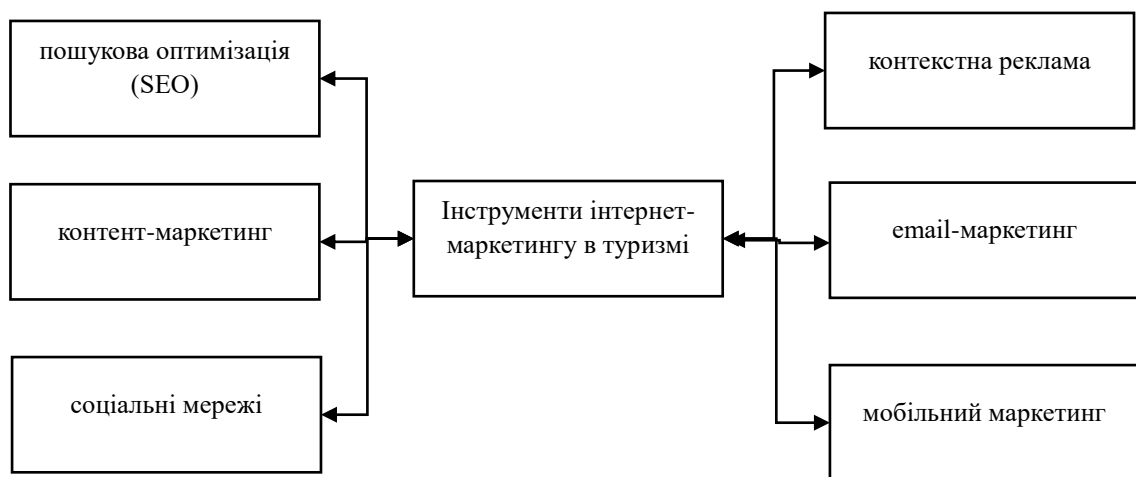 пошукова оптимізація
(SEO)
контент-маркетинг
соціальні мережі
Інструменти інтернет-
маркетингу в туризмі
контекстна реклама
email-маркетинг
мобільний маркетинг